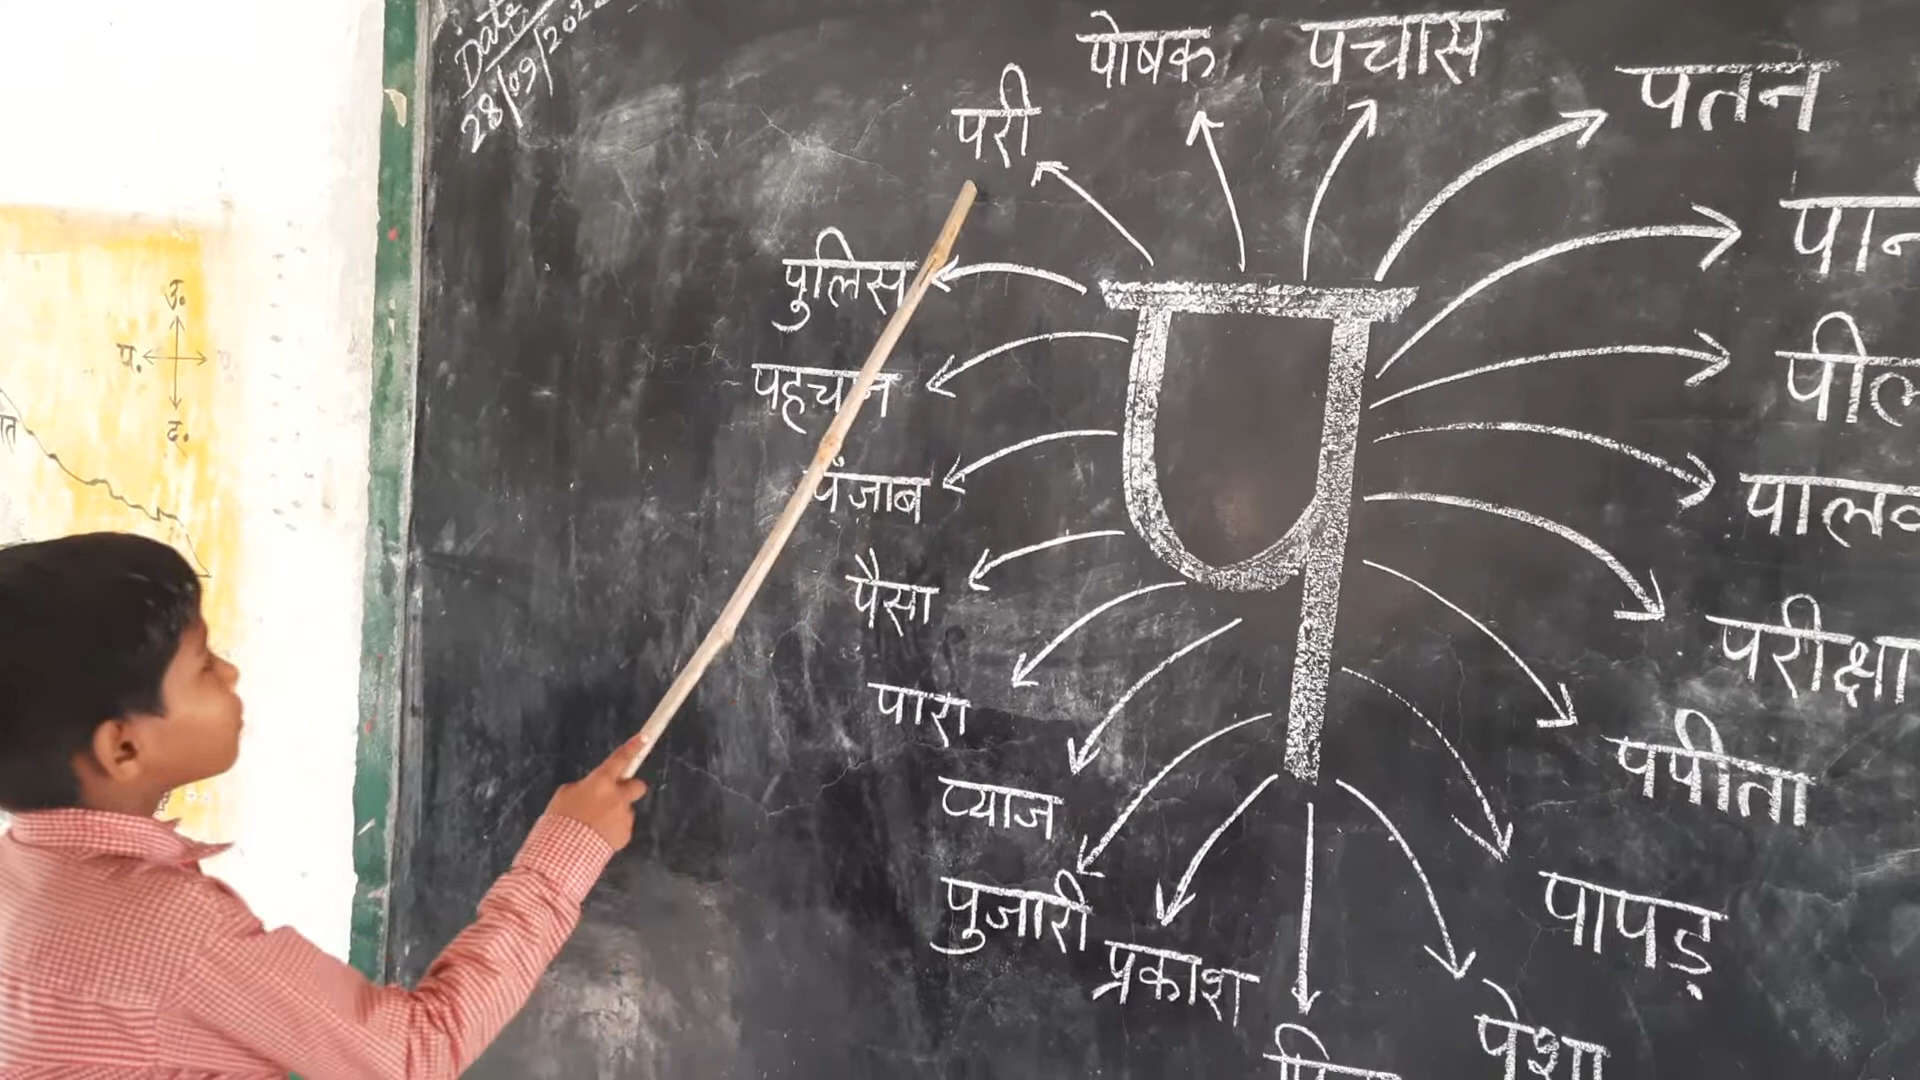 Date
28/09/202
पोषक
पचास
पतन
परी
पुलिस
पहचान
पंजाब
पैसा
पारा
प्याज
पुजारी
प्रकाश
पेशा
पापड़
पपीता
परीक्षा
प
उ.
प.
द.